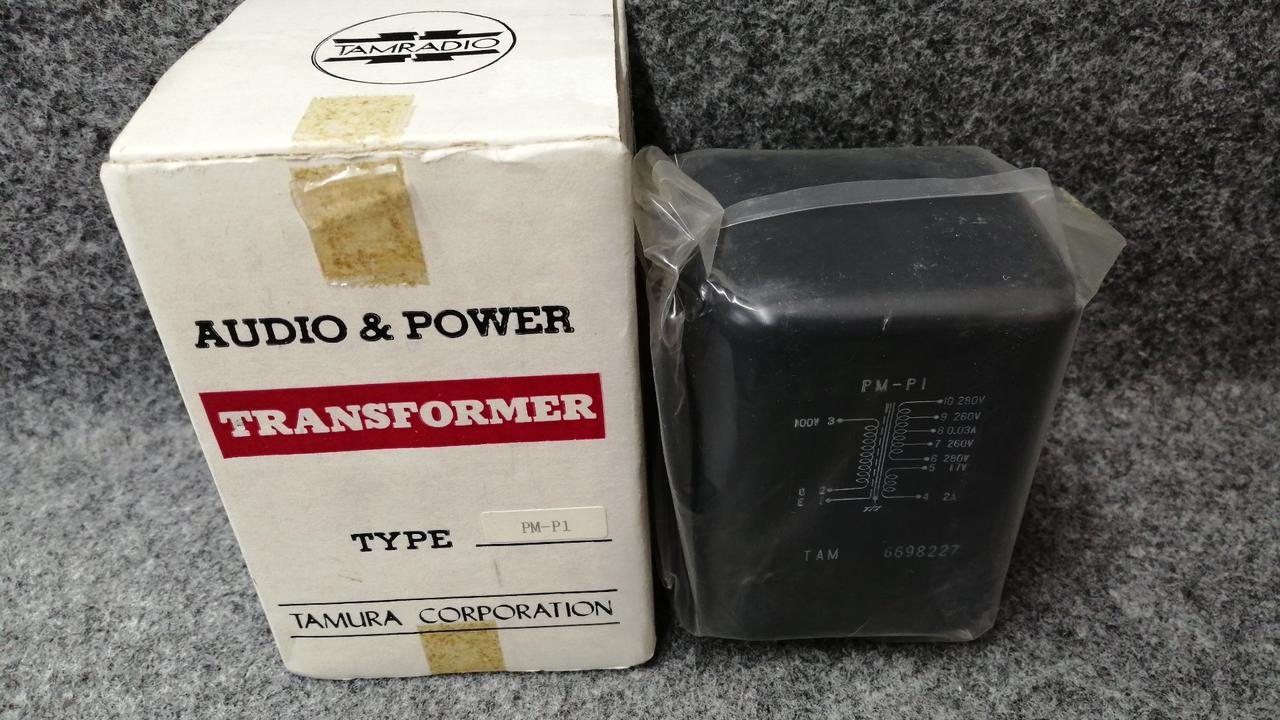 TAMRADIO
AUDIO & POWER
TRANSFORMER
TYPE PM-P1
TAMURA CORPORATION
PM-P1
10 280V
100V 3
9 260V
8 0.03A
7 260V
6 280V
5 17V
0 2
4 2A
E 1
TAM 6698227